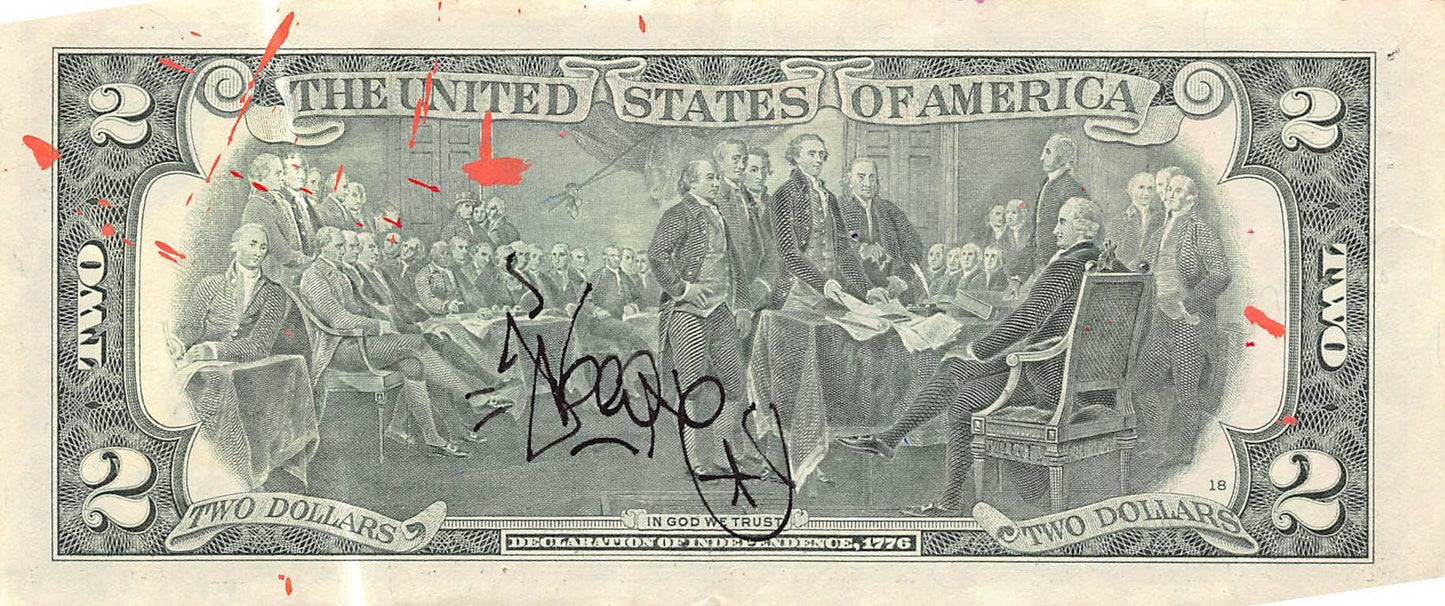 THE UNITED STATES OF AMERICA
2 2
TWO TWO
18
2 2
TWO DOLLARS TWO DOLLARS
IN GOD WE TRUST
DECLARATION OF INDEPENDENCE, 1776